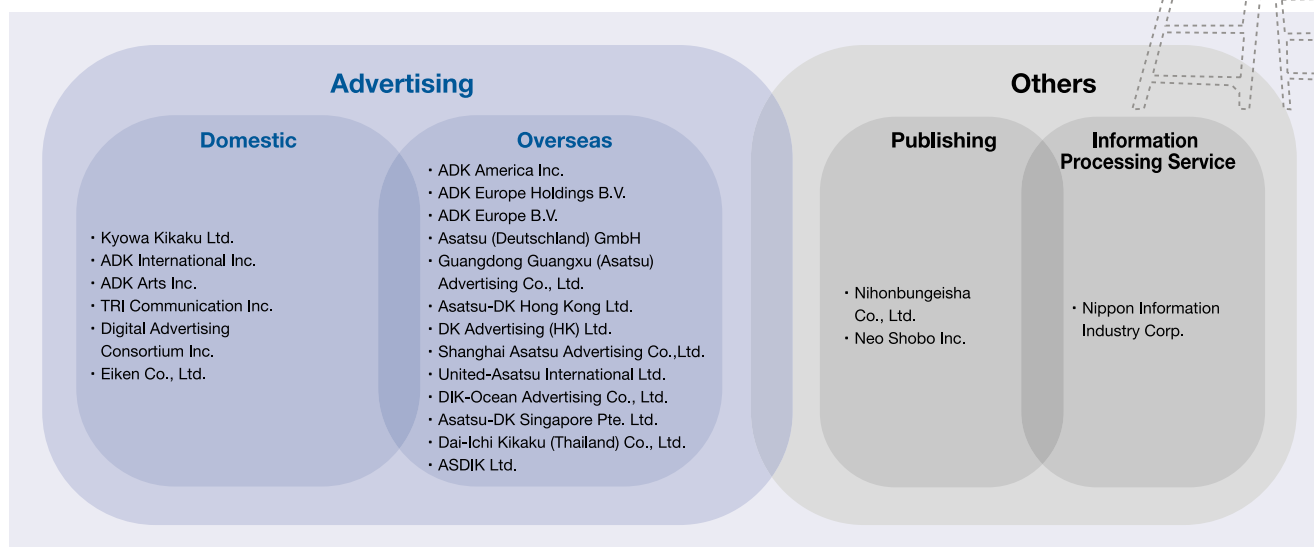 Advertising
Domestic
・Kyowa Kikaku Ltd.
・ADK International Inc.
・ADK Arts Inc.
・TRI Communication Inc.
・Digital Advertising
Consortium Inc.
・Eiken Co., Ltd.
Overseas
・ADK America Inc.
・ADK Europe Holdings B.V.
・ADK Europe B.V.
・Asatsu (Deutschland) GmbH
・Guangdong Guangxu (Asatsu)
Advertising Co., Ltd.
・Asatsu-DK Hong Kong Ltd.
・DK Advertising (HK) Ltd.
・Shanghai Asatsu Advertising Co.,Ltd.
・United-Asatsu International Ltd.
・DIK-Ocean Advertising Co., Ltd.
・Asatsu-DK Singapore Pte. Ltd.
・Dai-Ichi Kikaku (Thailand) Co., Ltd.
・ASDIK Ltd.
Others
Publishing
・Nihonbungeisha
Co., Ltd.
・Neo Shobo Inc.
Information
Processing Service
・Nippon Information
Industry Corp.